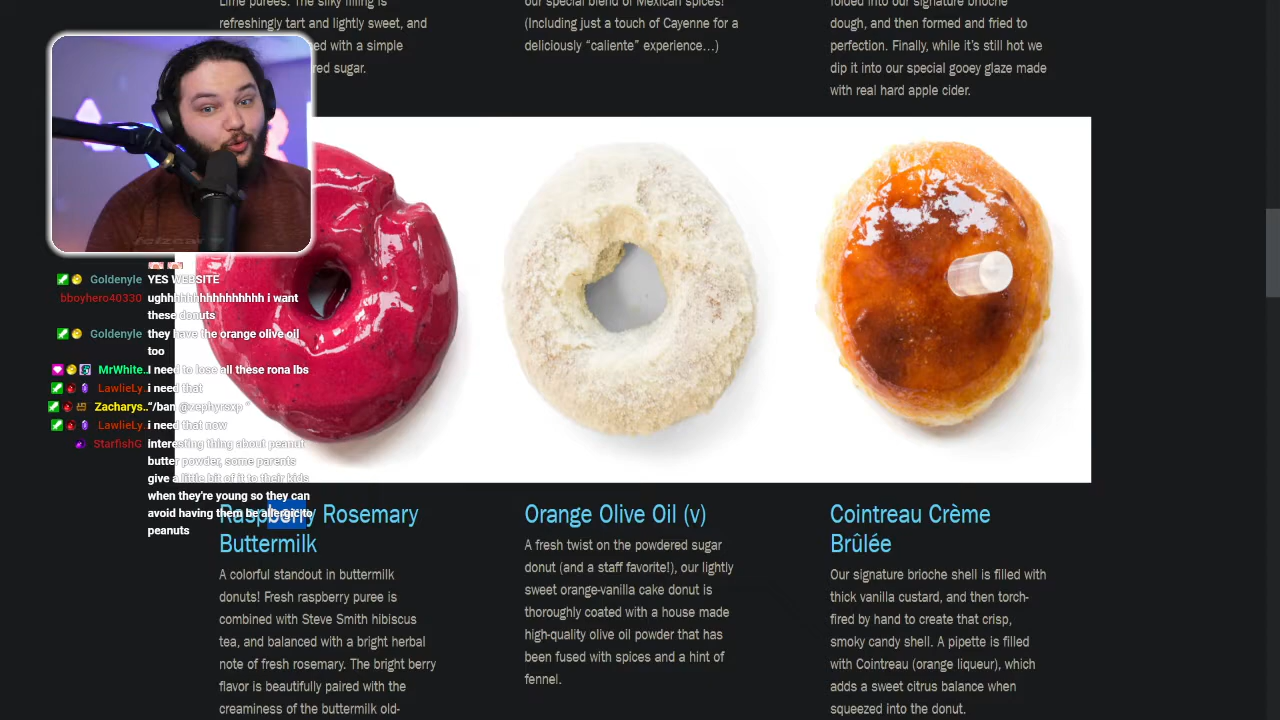 Lime purees. The silky filling is
refreshingly tart and lightly sweet, and
ed with a simple
red sugar.
our special blend of Mexican spices!
(Including just a touch of Cayenne for a
deliciously “caliente” experience…)
folded into our signature brioche
dough, and then formed and fried to
perfection. Finally, while it’s still hot we
dip it into our special gooey glaze made
with real hard apple cider.
Goldenyle YES WEBSITE
bboyhero40330 ughhhhhhhhhhhhhhh i want
these donuts
Goldenyle they have the orange olive oil
too
MrWhite.. I need to lose all these rona lbs
LawlieLy.. i need that
Zacharys.. “/ban @zephyrsxp “
LawlieLy.. i need that now
StarfishG interesting thing about peanut
butter powder, some parents
give a little bit of it to their kids
when they're young so they can
avoid having them be allergic to
peanuts
Raspberry Rosemary
Buttermilk
A colorful standout in buttermilk
donuts! Fresh raspberry puree is
combined with Steve Smith hibiscus
tea, and balanced with a bright herbal
note of fresh rosemary. The bright berry
flavor is beautifully paired with the
creaminess of the buttermilk old-
Orange Olive Oil (v)
A fresh twist on the powdered sugar
donut (and a staff favorite!), our lightly
sweet orange-vanilla cake donut is
thoroughly coated with a house made
high-quality olive oil powder that has
been fused with spices and a hint of
fennel.
Cointreau Crème
Brûlée
Our signature brioche shell is filled with
thick vanilla custard, and then torch-
fired by hand to create that crisp,
smoky candy shell. A pipette is filled
with Cointreau (orange liqueur), which
adds a sweet citrus balance when
squeezed into the donut.